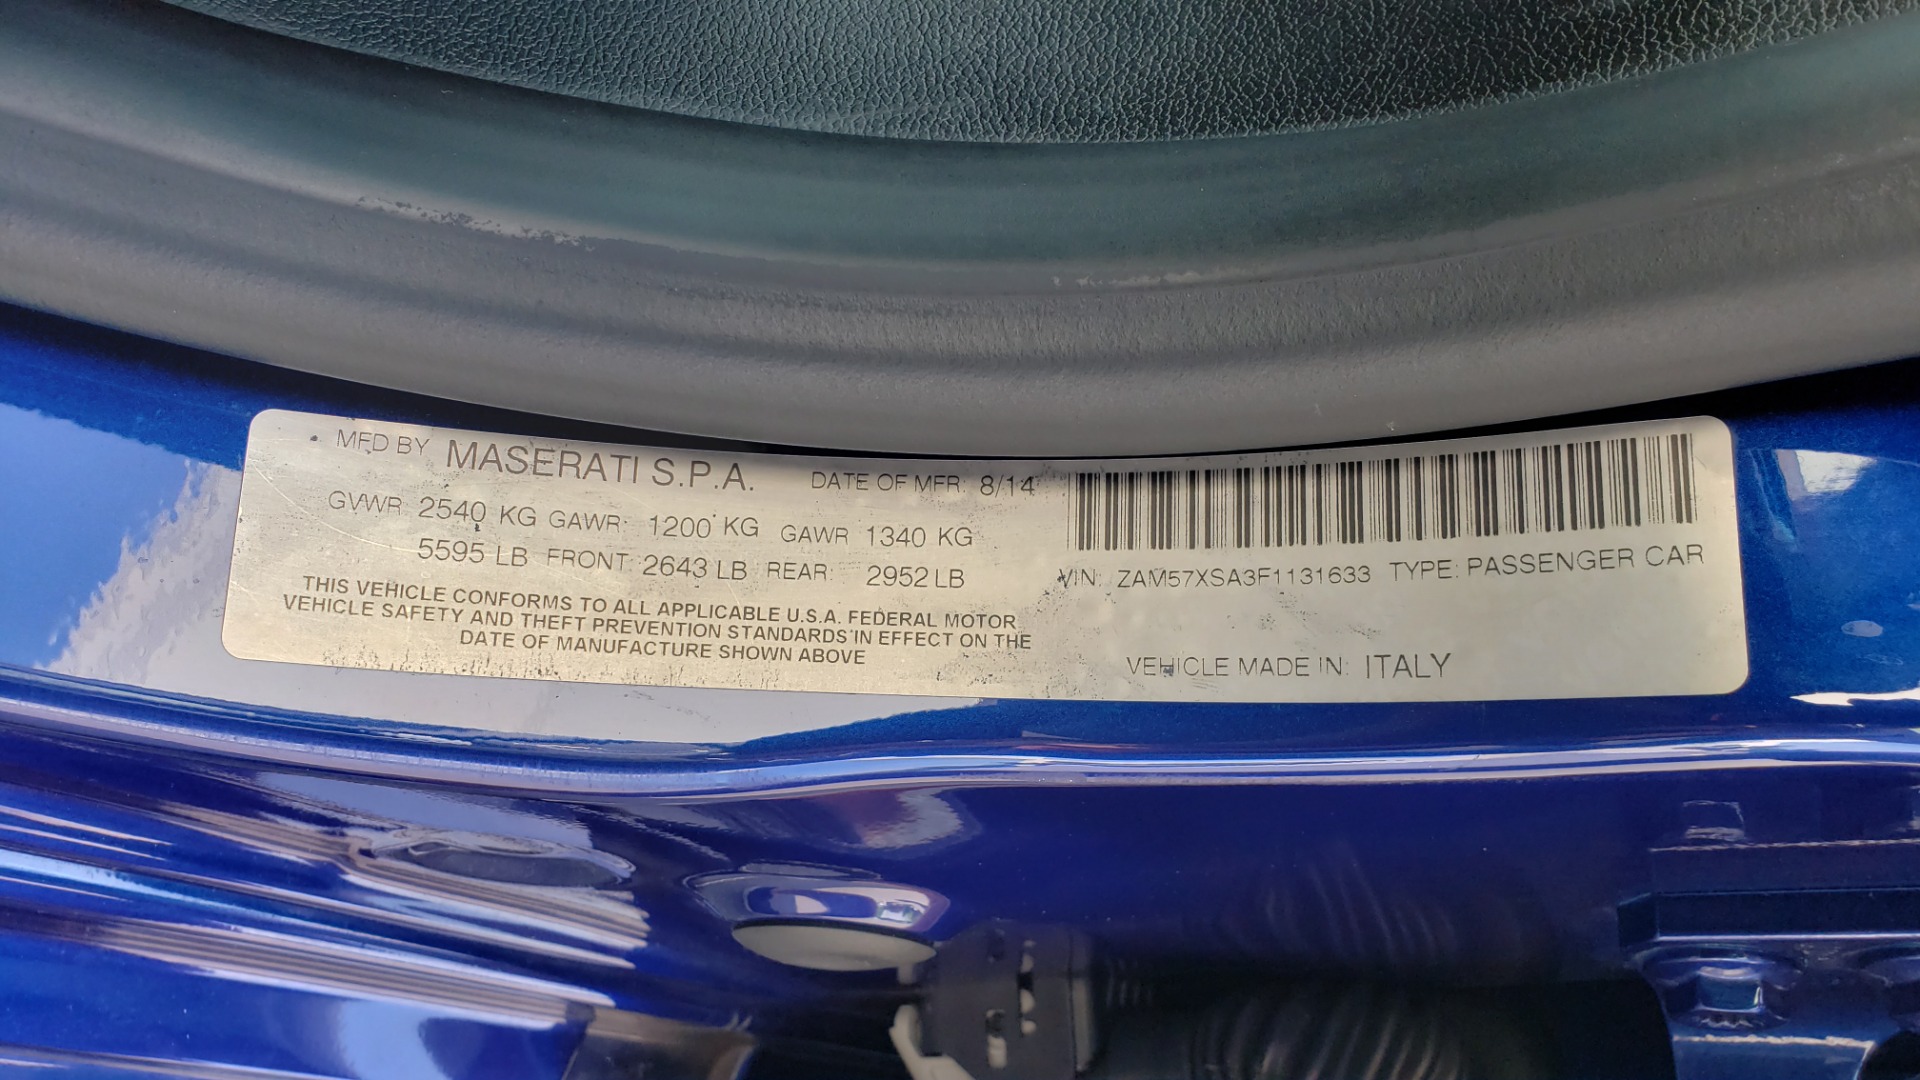 MFD BY MASERATI S.P.A. DATE OF MFR: 8/14
GVWR: 2540 KG GAWR: 1200 KG GAWR 1340 KG
5595 LB FRONT: 2643 LB REAR: 2952 LB
THIS VEHICLE CONFORMS TO ALL APPLICABLE U.S.A. FEDERAL MOTOR
VEHICLE SAFETY AND THEFT PREVENTION STANDARDS IN EFFECT ON THE
DATE OF MANUFACTURE SHOWN ABOVE
VIN: ZAM57XSA3F1131633 TYPE: PASSENGER CAR
VEHICLE MADE IN: ITALY